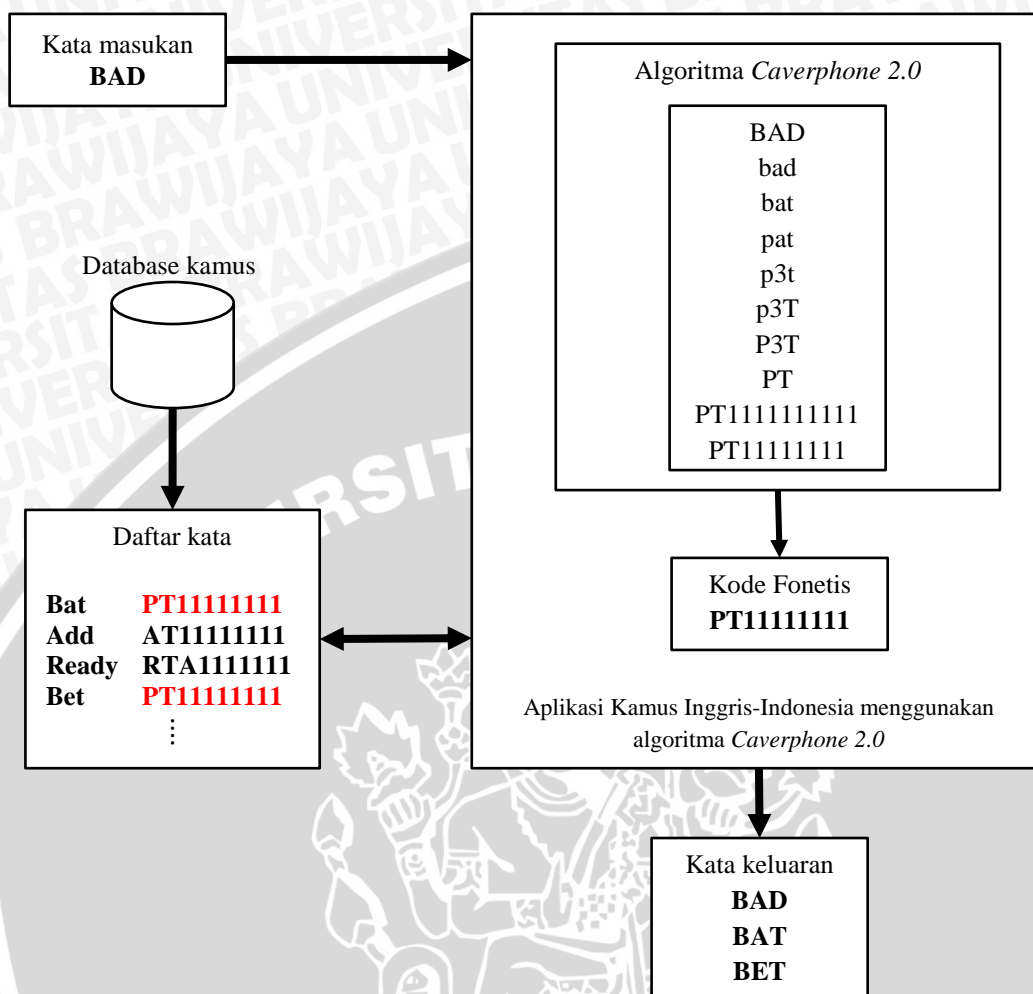 Kata masukan
BAD
Algoritma Caverphone 2.0
BAD
bad
bat
pat
p3t
p3T
P3T
PT
PT1111111111
PT11111111
Database kamus
Daftar kata
Bat PT11111111
Add AT11111111
Ready RTA1111111
Bet PT11111111
⋮
Kode Fonetis
PT11111111
Aplikasi Kamus Inggris-Indonesia menggunakan
algoritma Caverphone 2.0
Kata keluaran
BAD
BAT
BET